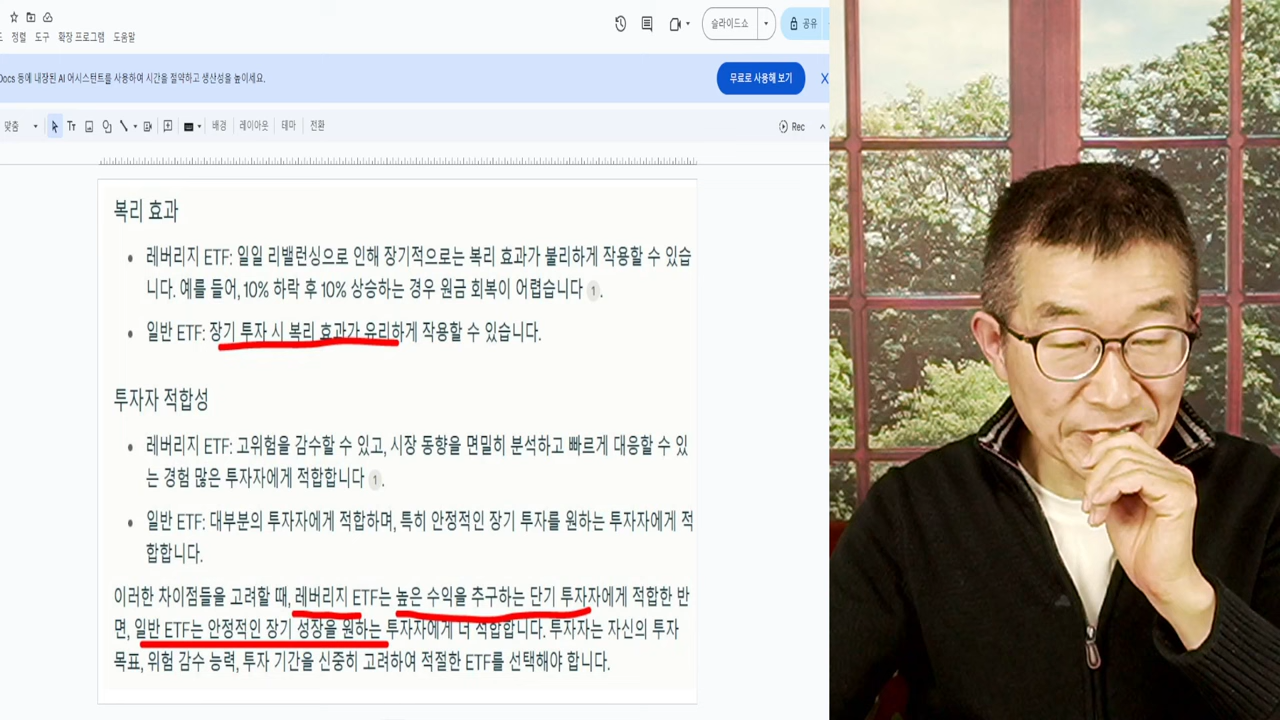 정렬 도구 확장 프로그램 도움말
슬라이드쇼
공유
Docs 등에 내장된 AI 어시스턴트를 사용하여 시간을 절약하고 생산성을 높이세요.
무료로 사용해 보기
X
맞춤
배경 레이아웃 테마 전환
Rec
복리 효과
레버리지 ETF: 일일 리밸런싱으로 인해 장기적으로는 복리 효과가 불리하게 작용할 수 있습
니다. 예를 들어, 10% 하락 후 10% 상승하는 경우 원금 회복이 어렵습니다 1.
일반 ETF: 장기 투자 시 복리 효과가 유리하게 작용할 수 있습니다.
투자자 적합성
레버리지 ETF: 고위험을 감수할 수 있고, 시장 동향을 면밀히 분석하고 빠르게 대응할 수 있
는 경험 많은 투자자에게 적합합니다 1.
일반 ETF: 대부분의 투자자에게 적합하며, 특히 안정적인 장기 투자를 원하는 투자자에게 적
합합니다.
이러한 차이점들을 고려할 때, 레버리지 ETF는 높은 수익을 추구하는 단기 투자자에게 적합한 반
면, 일반 ETF는 안정적인 장기 성장을 원하는 투자자에게 더 적합합니다. 투자자는 자신의 투자
목표, 위험 감수 능력, 투자 기간을 신중히 고려하여 적절한 ETF를 선택해야 합니다.